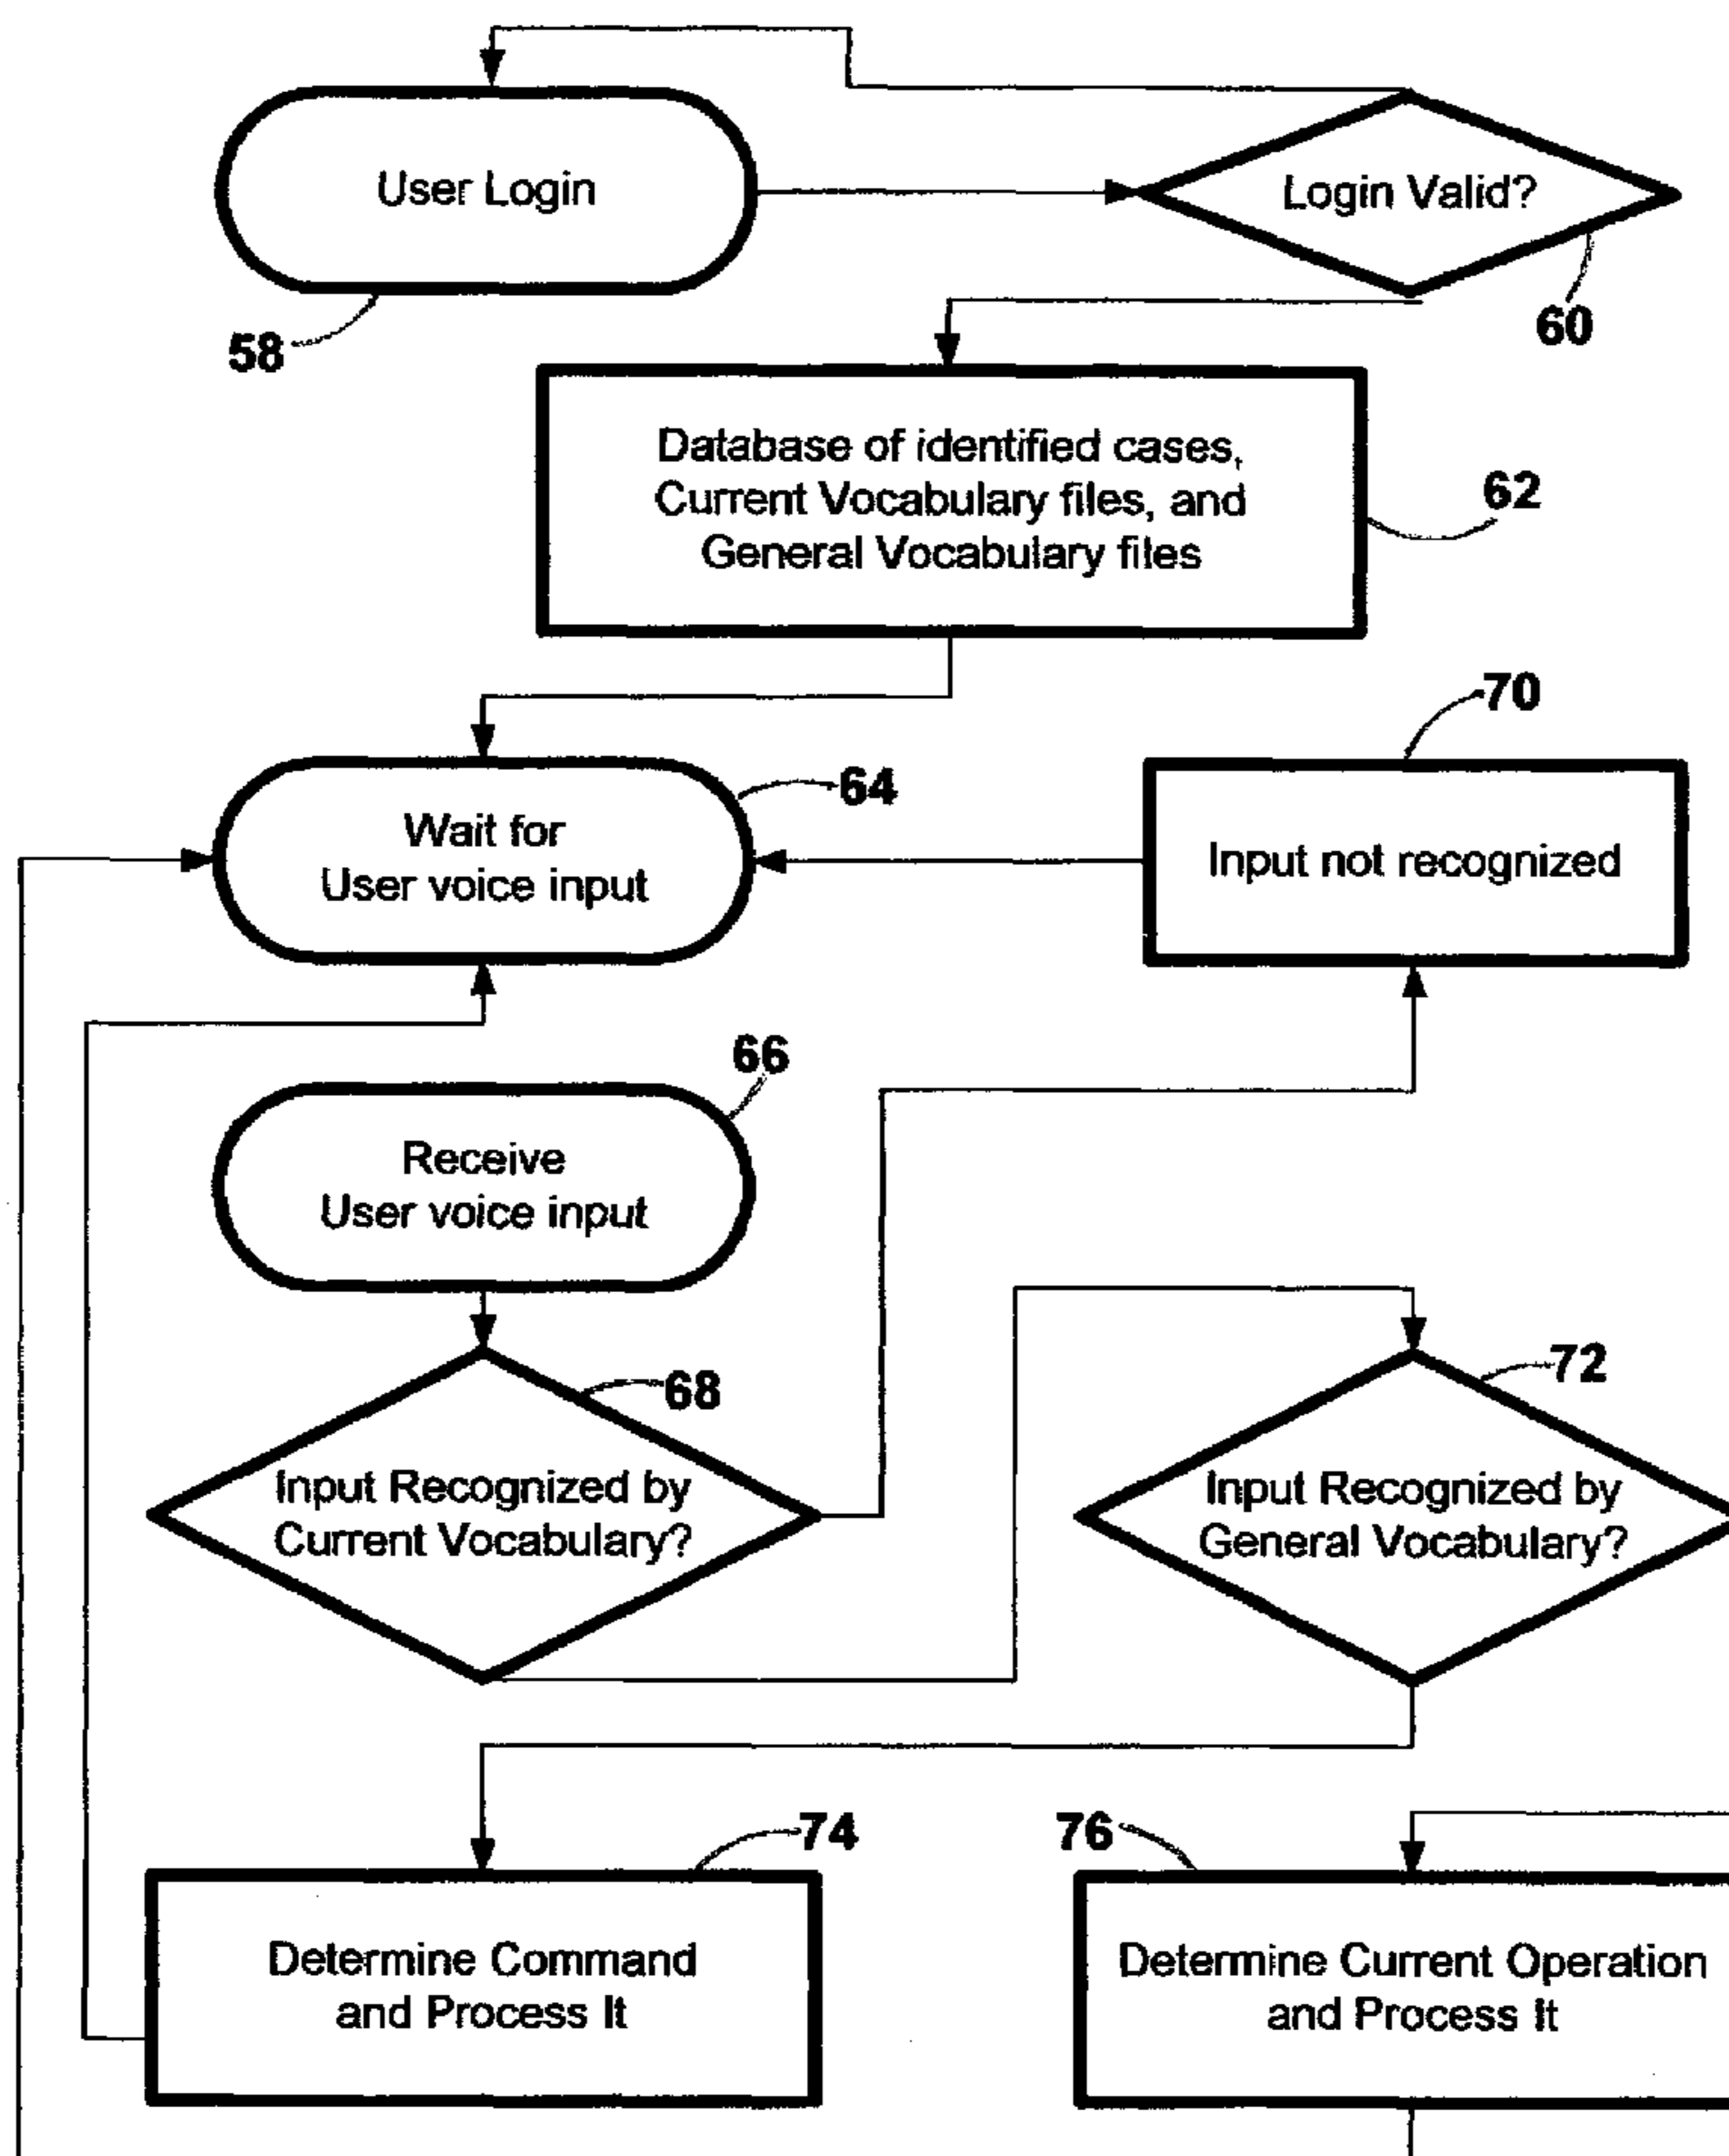 User Login
Login Valid?
58
60
Database of identified cases,
Current Vocabulary files, and
General Vocabulary files
62
70
64
Wait for
User voice input
Input not recognized
66
Receive
User voice input
68
72
Input Recognized by
Current Vocabulary?
Input Recognized by
General Vocabulary?
74
76
Determine Command
and Process It
Determine Current Operation
and Process It